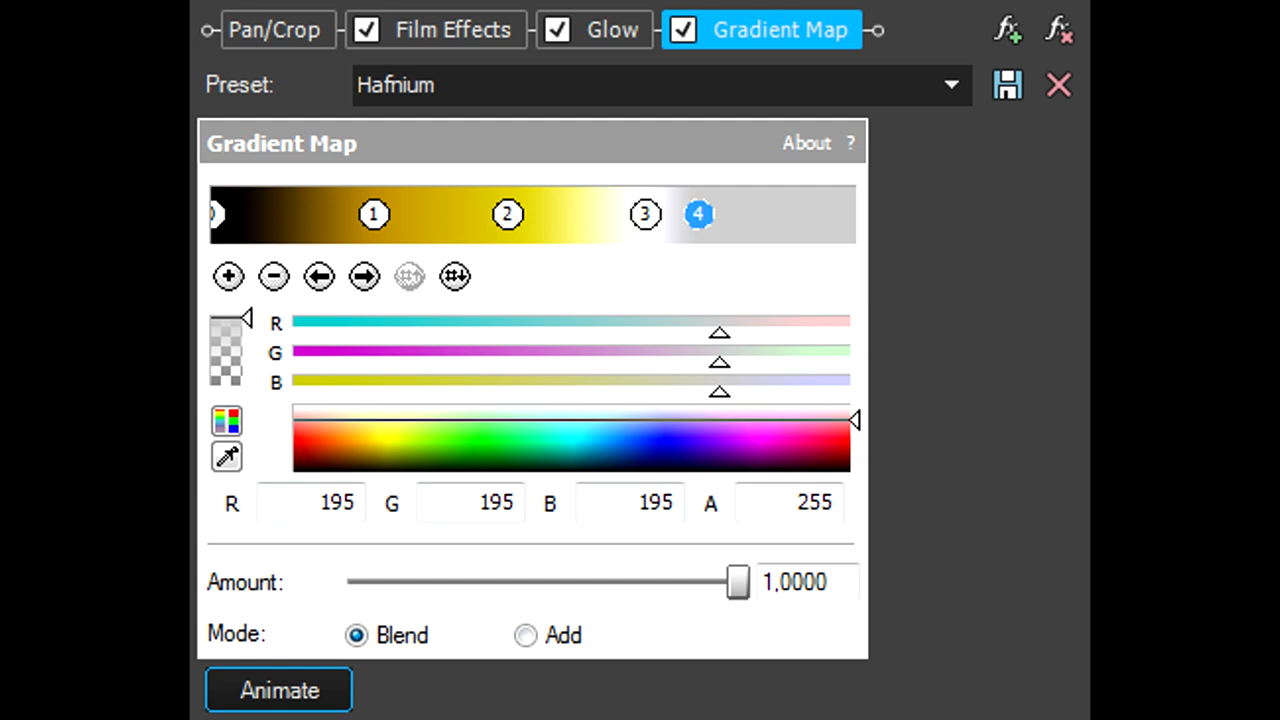 Pan/Crop Film Effects Glow Gradient Map
Preset: Hafnium
Gradient Map About ?
1 2 3 4
R
G
B
R 195 G 195 B 195 A 255
Amount: 1,0000
Mode: Blend Add
Animate